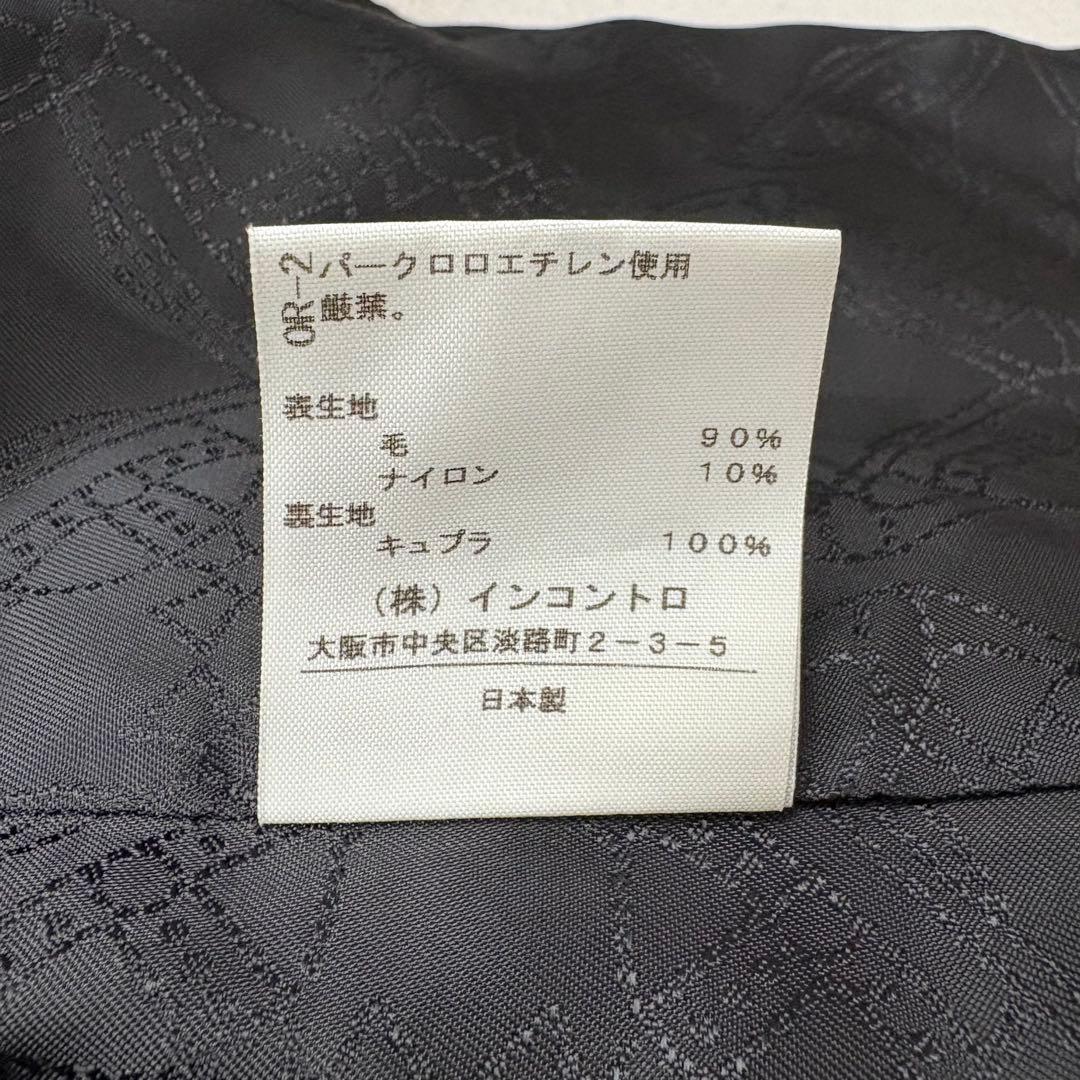 OR-2
パークロロエチレン使用
厳禁。
表生地
毛 90%
ナイロン 10%
裏生地
キュプラ 100%
(株)インコントロ
大阪市中央区淡路町2-3-5
日本製